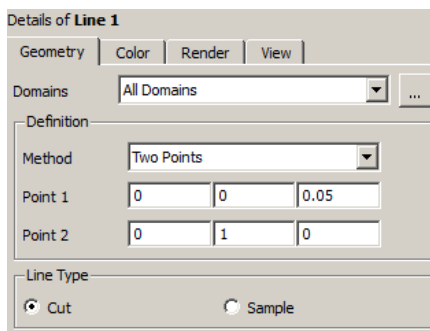 Details of Line 1
Geometry Color Render View
Domains All Domains ...
Definition
Method Two Points
Point 1 0 0 0.05
Point 2 0 1 0
Line Type
Cut Sample